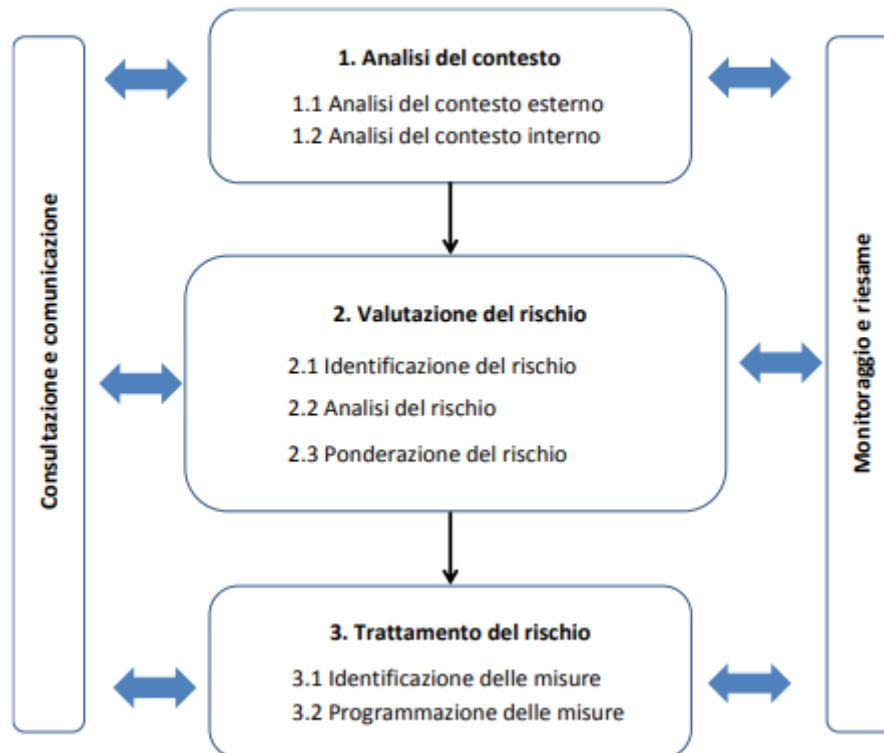 1. Analisi del contesto
1.1 Analisi del contesto esterno
1.2 Analisi del contesto interno
Consultazione e comunicazione
2. Valutazione del rischio
2.1 Identificazione del rischio
2.2 Analisi del rischio
2.3 Ponderazione del rischio
Monitoraggio e riesame
3. Trattamento del rischio
3.1 Identificazione delle misure
3.2 Programmazione delle misure